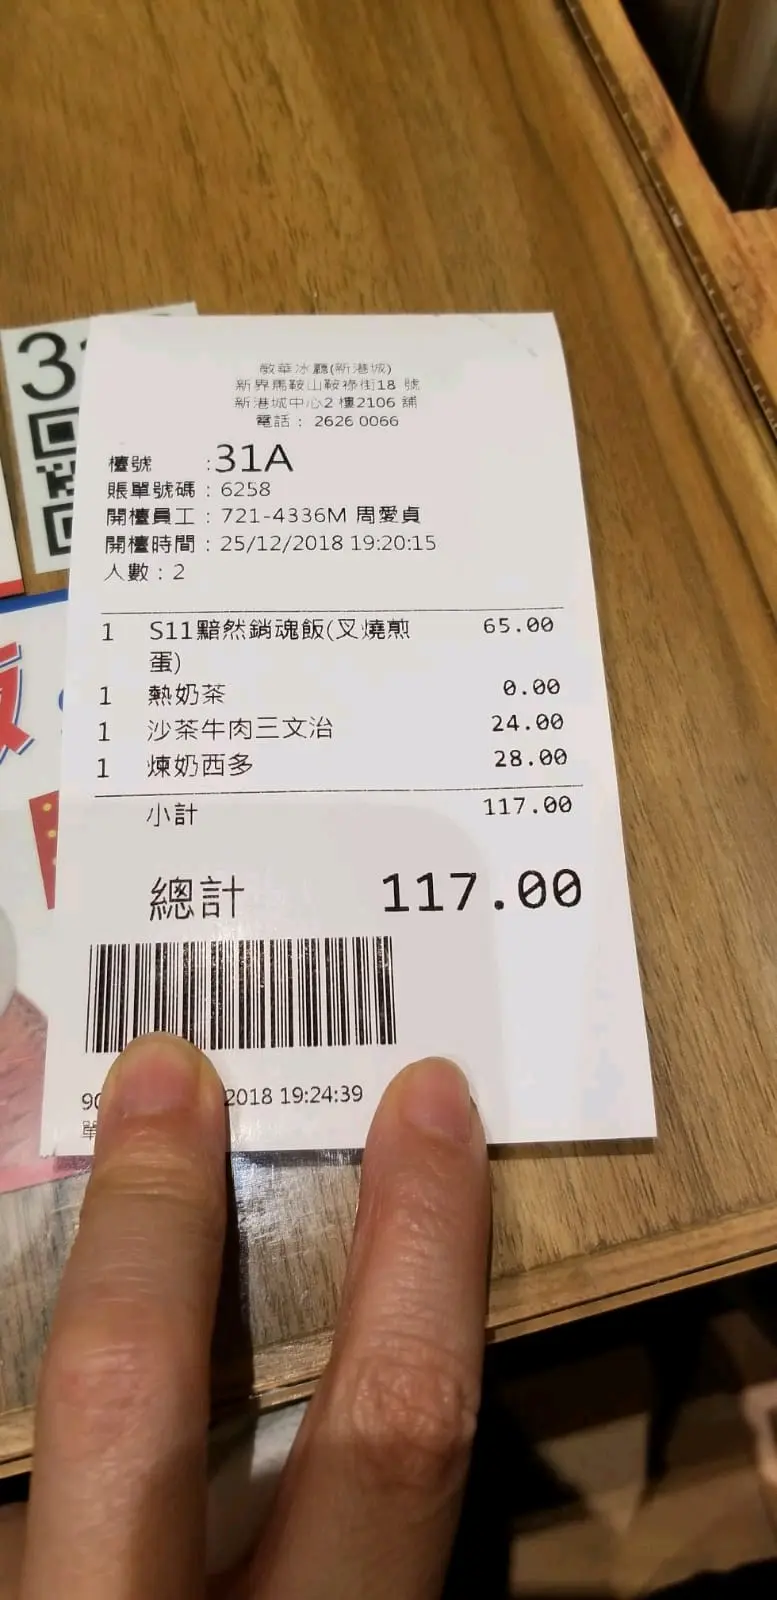 敏華冰廳(新港城)
新界馬鞍山鞍祿街18 號
新港城中心2 樓2106 舖
電話： 2626 0066
檯號 :31A
賬單號碼 : 6258
開檯員工 : 721-4336M 周愛貞
開檯時間 : 25/12/2018 19:20:15
人數 : 2
1 S11黯然銷魂飯(叉燒煎 65.00
蛋)
1 熱奶茶 0.00
1 沙茶牛肉三文治 24.00
1 煉奶西多 28.00
小計 117.00
總計 117.00
2018 19:24:39